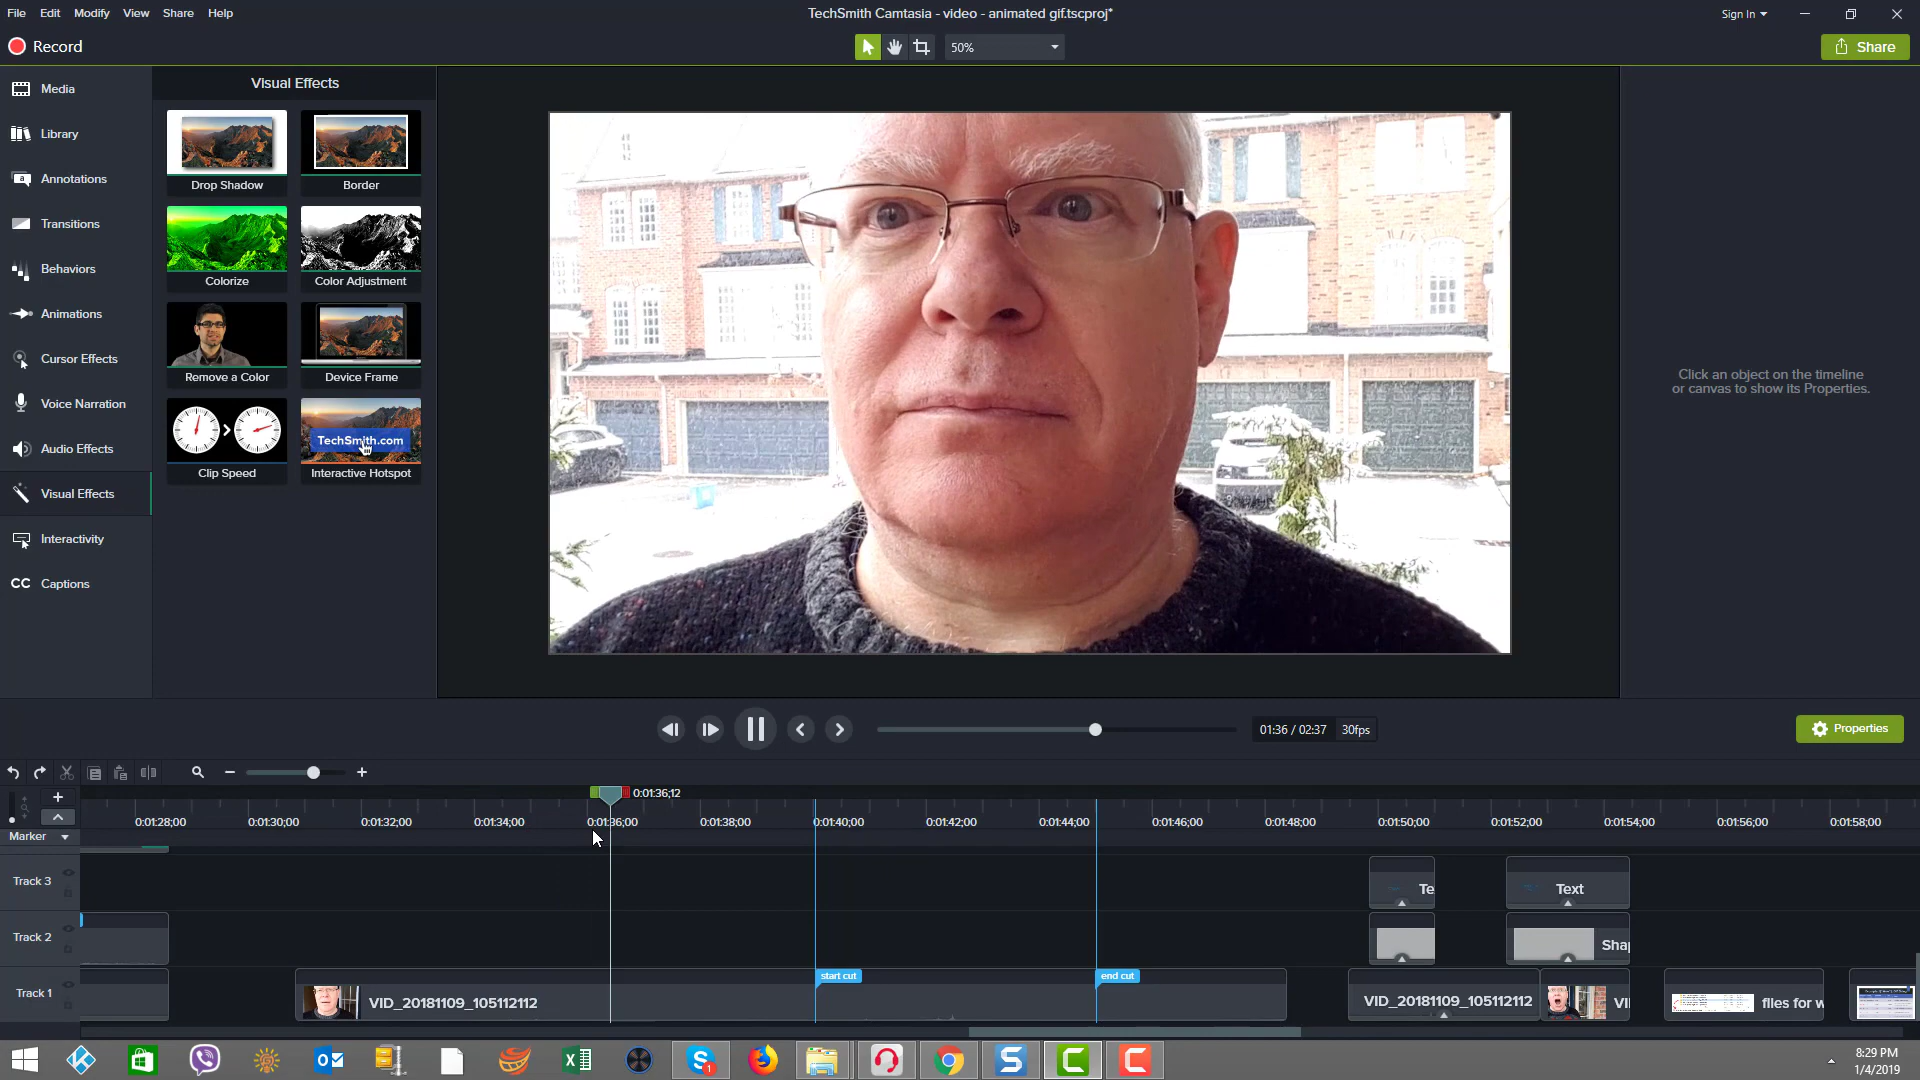 File Edit Modify View Share Help
TechSmith Camtasia - video - animated gif.tscproj*
Sign In
Record
50%
Share
Media
Library
Annotations
Transitions
Behaviors
Animations
Cursor Effects
Voice Narration
Audio Effects
Visual Effects
Interactivity
CC Captions
Visual Effects
Drop Shadow
Border
Colorize
Color Adjustment
Remove a Color
Device Frame
TechSmith.com
Clip Speed
Interactive Hotspot
Click an object on the timeline
or canvas to show its Properties.
01:36 / 02:37 30fps
Properties
0:01:36;12
0:01:28;00 0:01:30;00 0:01:32;00 0:01:34;00 0:01:36;00 0:01:38;00 0:01:40;00 0:01:42;00 0:01:44;00 0:01:46;00 0:01:48;00 0:01:50;00 0:01:52;00 0:01:54;00 0:01:56;00 0:01:58;00
Marker
Track 3
Te
Text
Track 2
Sha
Track 1
start cut
end cut
VID_20181109_105112112
VID_20181109_105112112
VI
files for w
8:29 PM
1/4/2019